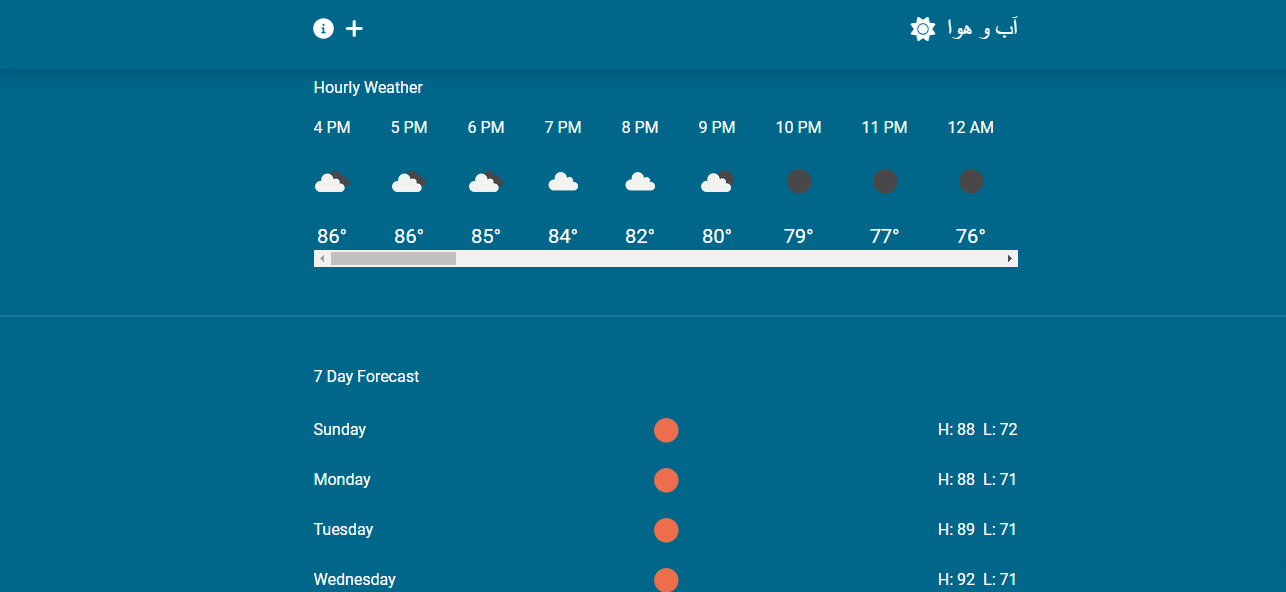 آب و هوا
Hourly Weather
4 PM 5 PM 6 PM 7 PM 8 PM 9 PM 10 PM 11 PM 12 AM
86° 86° 85° 84° 82° 80° 79° 77° 76°
7 Day Forecast
Sunday H: 88 L: 72
Monday H: 88 L: 71
Tuesday H: 89 L: 71
Wednesday H: 92 L: 71